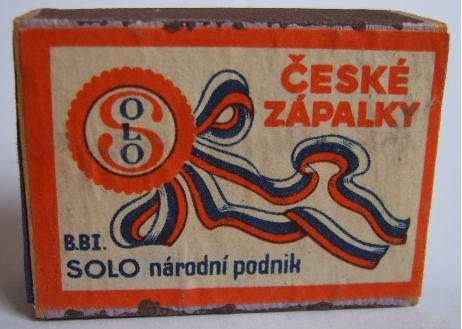 SOLO
ČESKÉ
ZÁPALKY
B.BI.
SOLO národní podnik